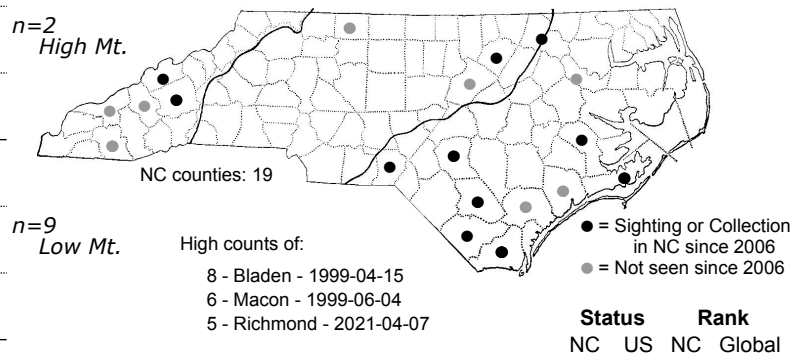 n=2
High Mt.
NC counties: 19
n=9
Low Mt.
High counts of:
8 - Bladen - 1999-04-15
6 - Macon - 1999-06-04
5 - Richmond - 2021-04-07
= Sighting or Collection
in NC since 2006
= Not seen since 2006
Status Rank
NC US NC Global